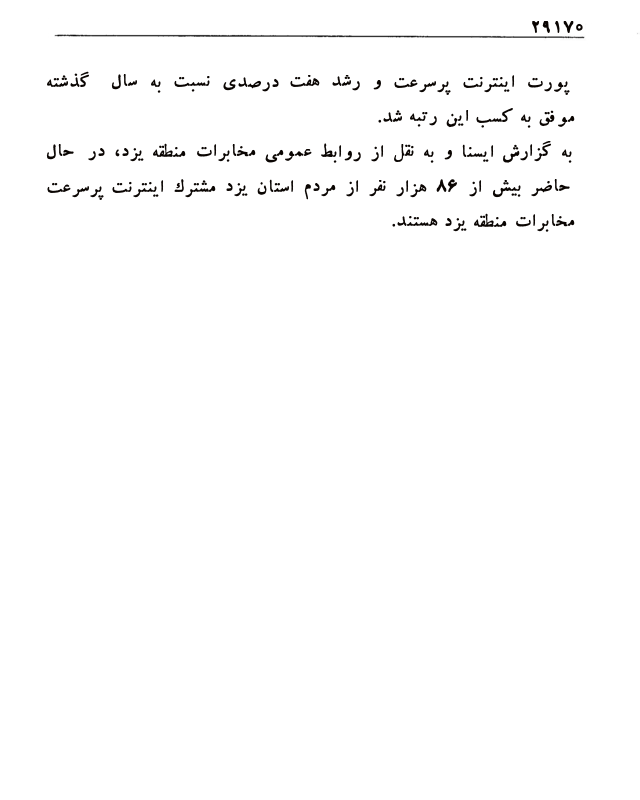 ۲۹۱۷۰
پورت اینترنت پرسرعت و رشد هفت درصدی نسبت به سال گذشته
موفق به کسب این رتبه شد.
به گزارش ایسنا و به نقل از روابط عمومی مخابرات منطقه یزد، در حال
حاضر بیش از ۸۶ هزار نفر از مردم استان یزد مشترك اینترنت پرسرعت
مخابرات منطقه یزد هستند.